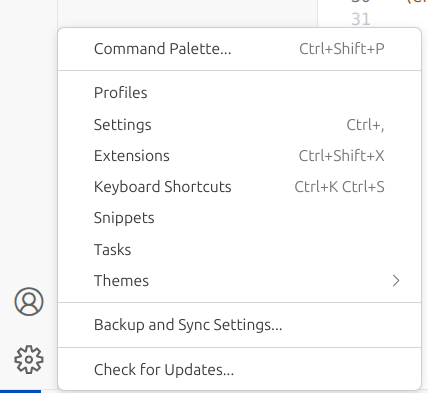 31
Command Palette... Ctrl+Shift+P
Profiles
Settings Ctrl+,
Extensions Ctrl+Shift+X
Keyboard Shortcuts Ctrl+K Ctrl+S
Snippets
Tasks
Themes
Backup and Sync Settings...
Check for Updates...